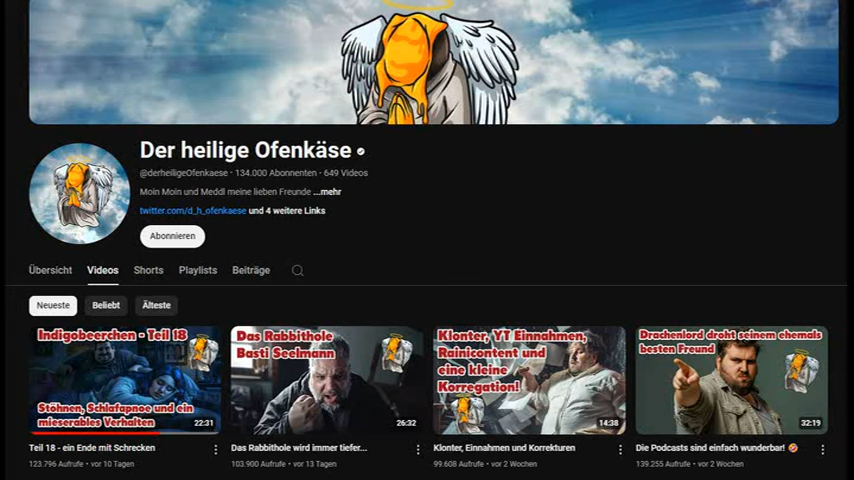 Der heilige Ofenkäse
@derheiligeOfenkaese · 134.000 Abonnenten · 649 Videos
Moin Moin und Meddl meine lieben Freunde ...mehr
twitter.com/d_h_ofenkaese und 4 weitere Links
Abonnieren
Übersicht Videos Shorts Playlists Beiträge
Neueste Beliebt Älteste
Indigobeerchen - Teil 18
Stöhnen, Schlafapnoe und ein
mieserables Verhalten
22:31
Das Rabbithole
Basti Seelmann
26:32
Klonter, YT Einnahmen,
Rainicontent und
eine kleine
Korregation!
14:38
Drachenlord droht seinem ehemals
besten Freund
32:19
Teil 18 - ein Ende mit Schrecken
123.796 Aufrufe · vor 10 Tagen
Das Rabbithole wird immer tiefer...
103.900 Aufrufe · vor 13 Tagen
Klonter, Einnahmen und Korrekturen
99.608 Aufrufe · vor 2 Wochen
Die Podcasts sind einfach wunderbar! 🤣
139.255 Aufrufe · vor 2 Wochen